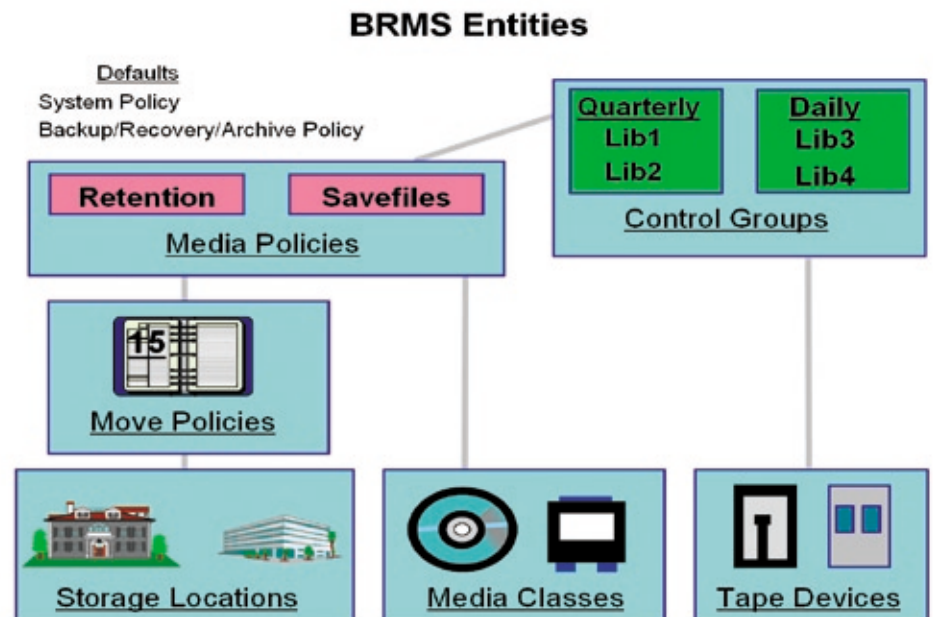 BRMS Entities
Defaults
System Policy
Backup/Recovery/Archive Policy
Quarterly
Lib1
Lib2
Daily
Lib3
Lib4
Control Groups
Retention
Savefiles
Media Policies
15
Move Policies
Storage Locations
Media Classes
Tape Devices